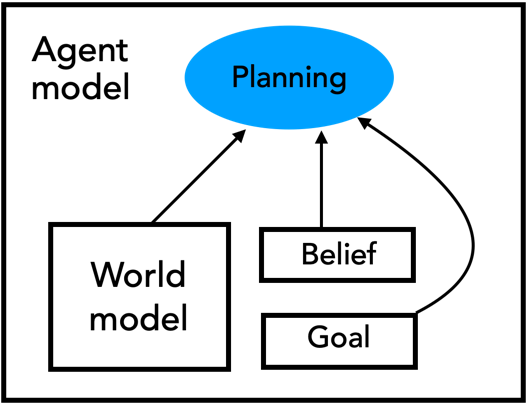 Agent
model
Planning
World
model
Belief
Goal